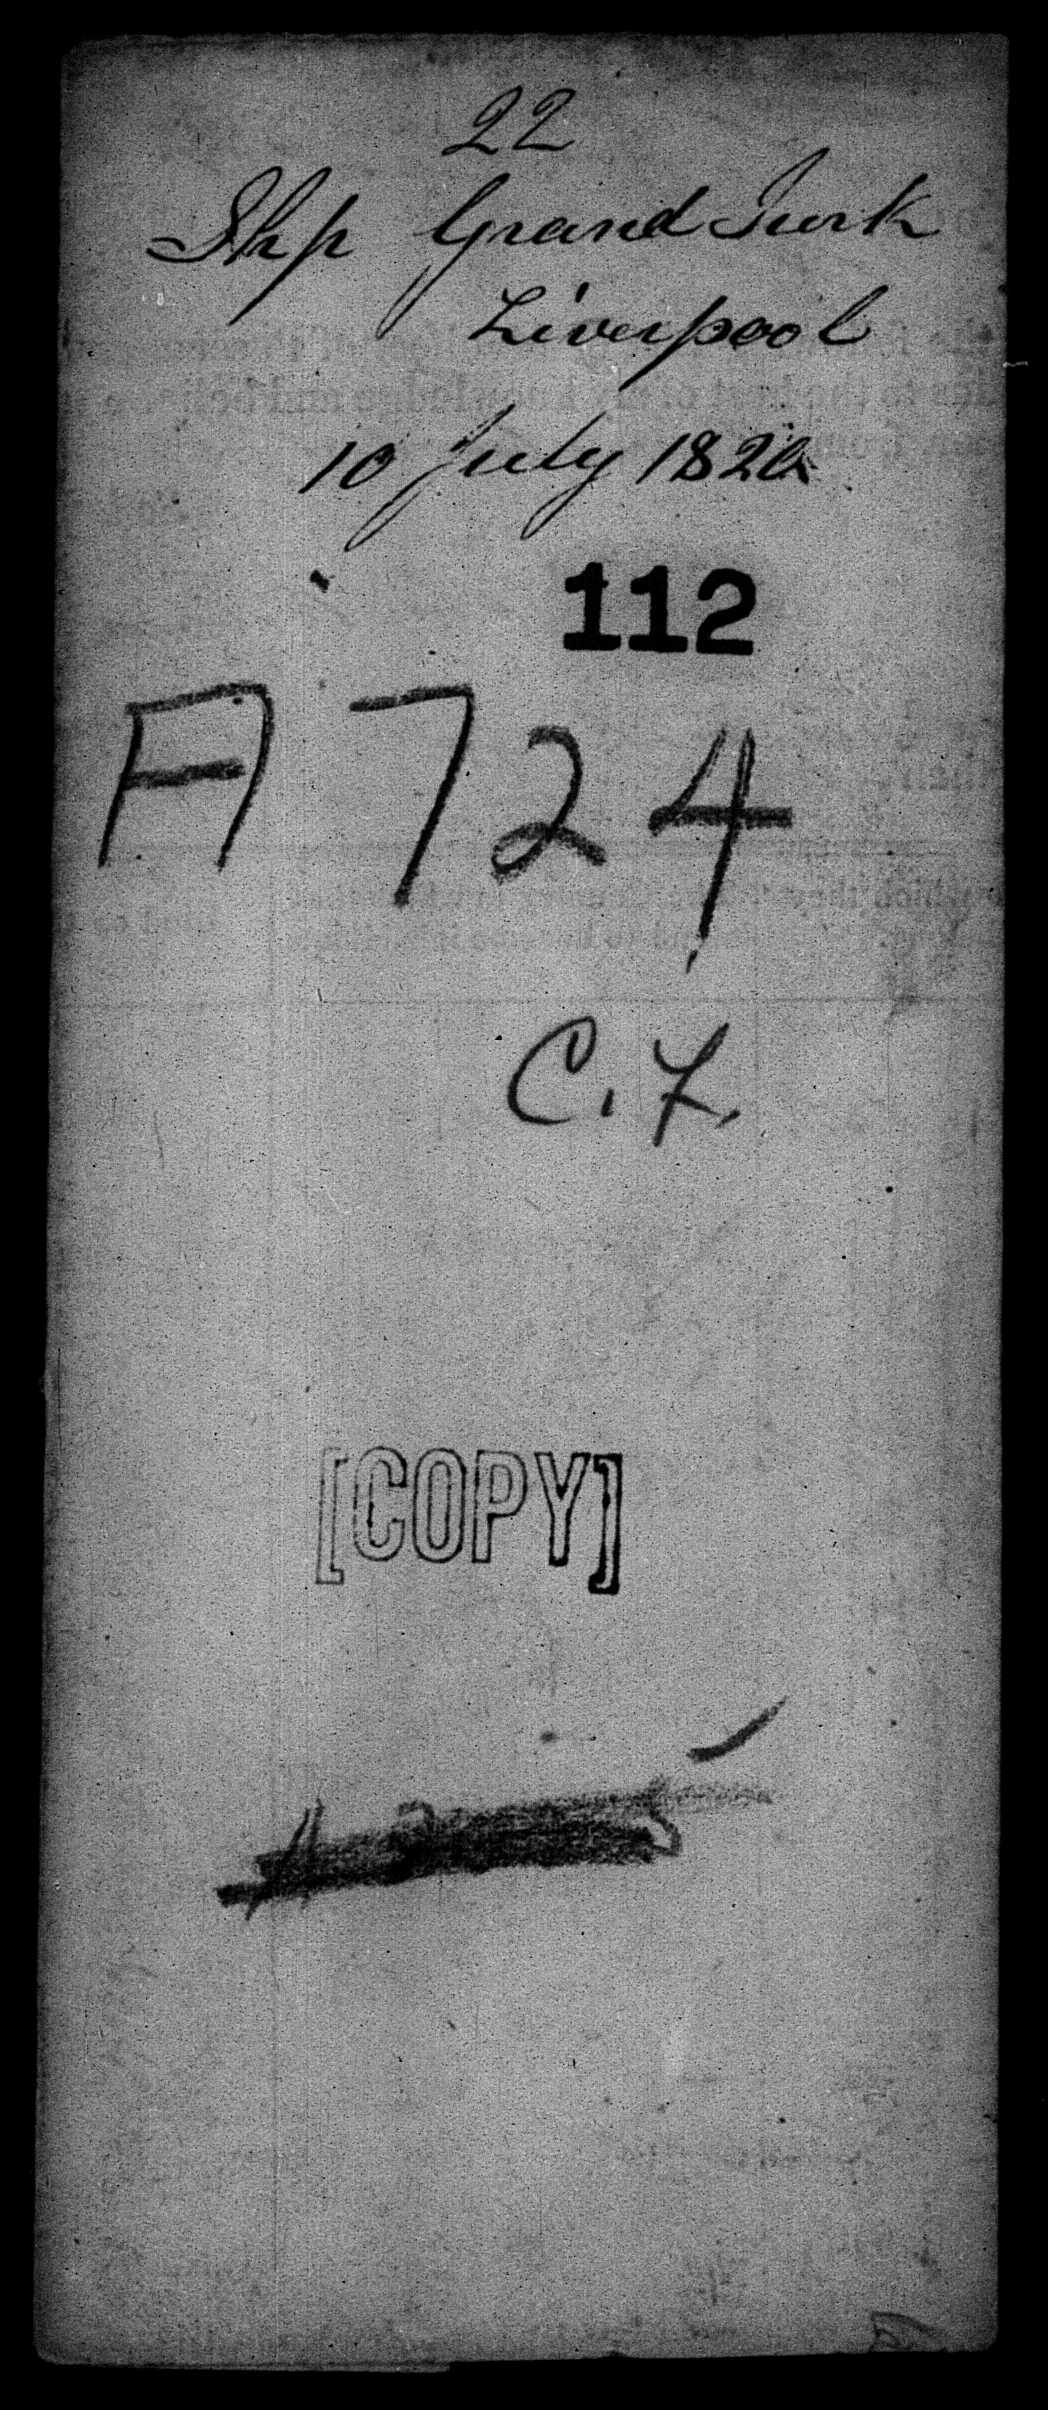 22
Shp Grand Turk
Liverpool
10 July 1820
112
A 724
C. F.
[COPY]